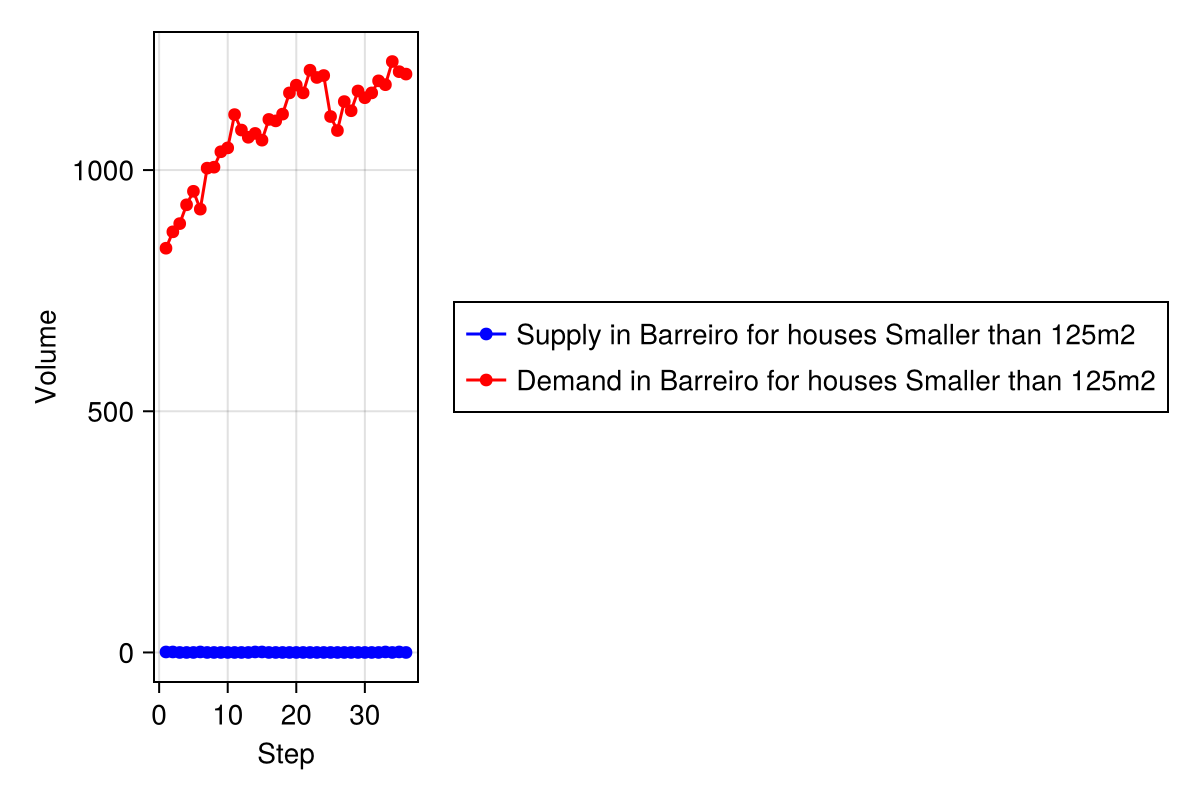 Volume
1000
500
0
0 10 20 30
Step
Supply in Barreiro for houses Smaller than 125m2
Demand in Barreiro for houses Smaller than 125m2